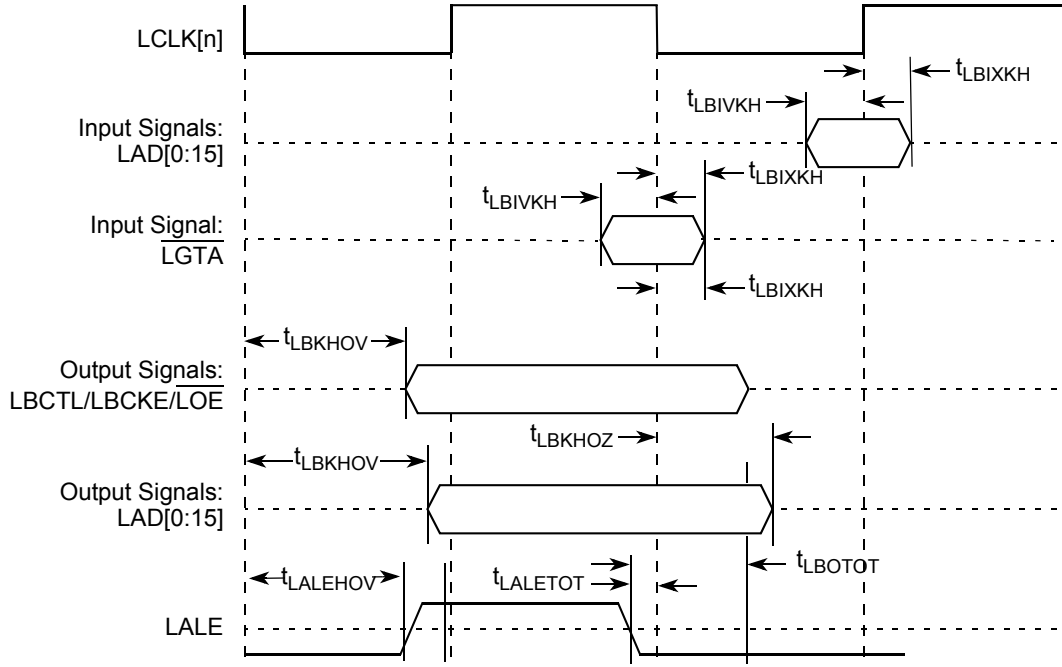 LCLK[n]
tLBIXKH
tLBIVKH
Input Signals:
LAD[0:15]
tLBIXKH
tLBIVKH
Input Signal:
LGTA
tLBIXKH
tLBKHOV
Output Signals:
LBCTL/LBCKE/LOE
tLBKHOZ
tLBKHOV
Output Signals:
LAD[0:15]
tLBOTOT
tLALEHOV
tLALETOT
LALE